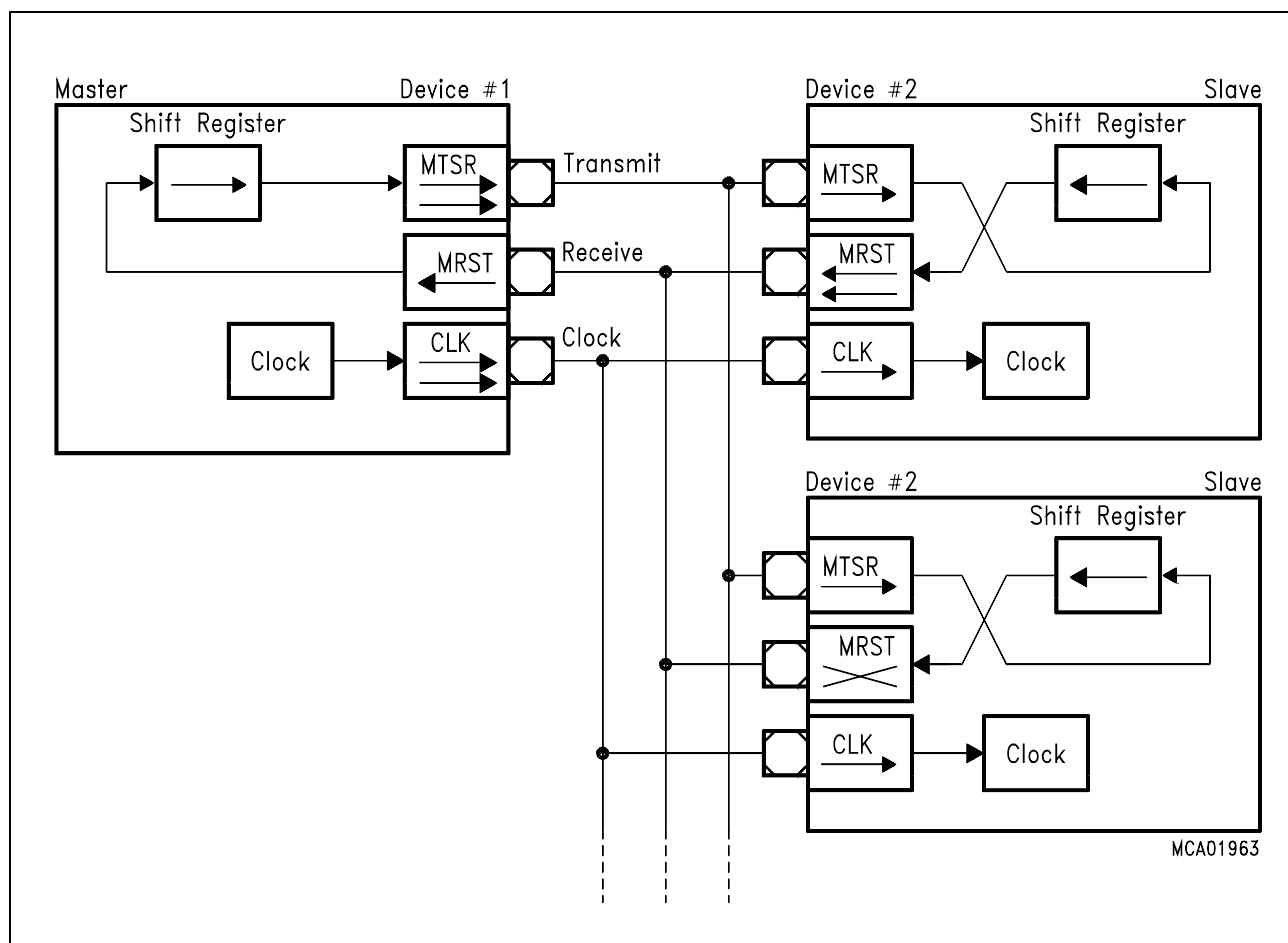 Master Device #1
Shift Register
MTSR
Transmit
MRST
Receive
CLK
Clock
Clock
Device #2 Slave
Shift Register
MTSR
MRST
CLK
Clock
Device #2 Slave
Shift Register
MTSR
MRST
CLK
Clock
MCA01963